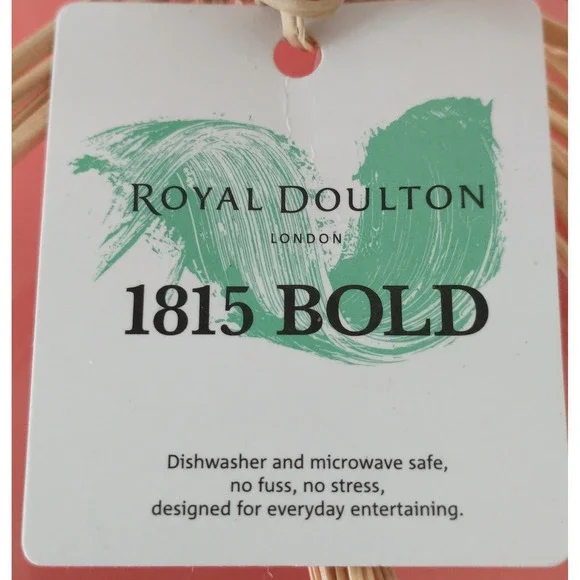 ROYAL DOULTON
LONDON
1815 BOLD
Dishwasher and microwave safe,
no fuss, no stress,
designed for everyday entertaining.